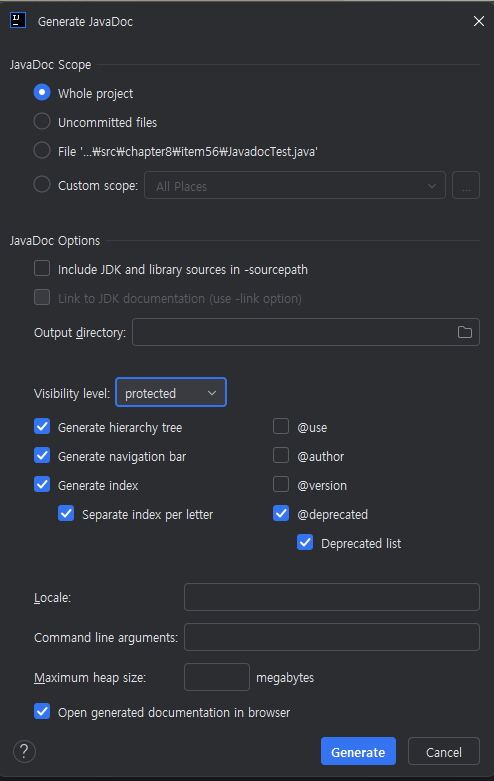 Generate JavaDoc
JavaDoc Scope
Whole project
Uncommitted files
File '...₩src₩chapter8₩item56₩JavadocTest.java'
Custom scope: All Places ...
JavaDoc Options
Include JDK and library sources in -sourcepath
Link to JDK documentation (use -link option)
Output directory:
Visibility level: protected
Generate hierarchy tree @use
Generate navigation bar @author
Generate index @version
Separate index per letter @deprecated
Deprecated list
Locale:
Command line arguments:
Maximum heap size: megabytes
Open generated documentation in browser
? Generate Cancel